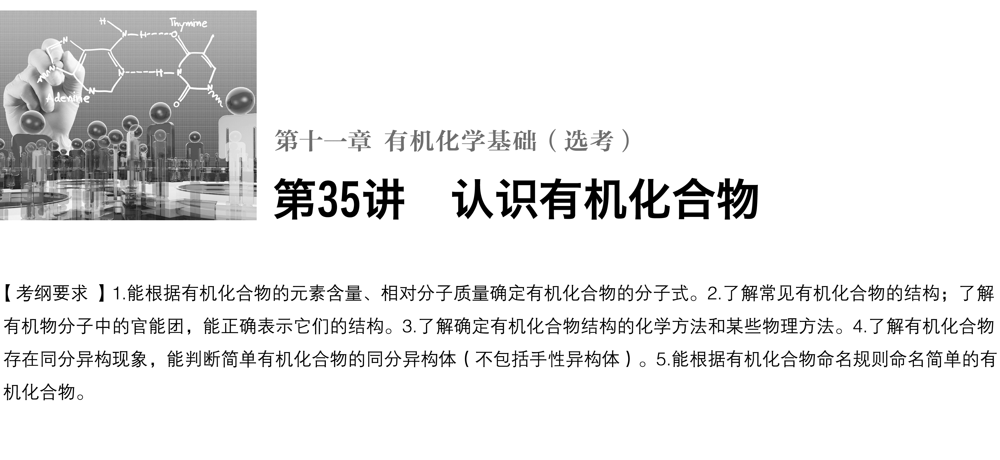 H
Thymine
N
N H O
N H N
N
N
N
Adenine
O
第十一章 有机化学基础（选考）
第35讲 认识有机化合物
【考纲要求 】1.能根据有机化合物的元素含量、相对分子质量确定有机化合物的分子式。2.了解常见有机化合物的结构；了解
有机物分子中的官能团，能正确表示它们的结构。3.了解确定有机化合物结构的化学方法和某些物理方法。4.了解有机化合物
存在同分异构现象，能判断简单有机化合物的同分异构体（不包括手性异构体）。5.能根据有机化合物命名规则命名简单的有
机化合物。